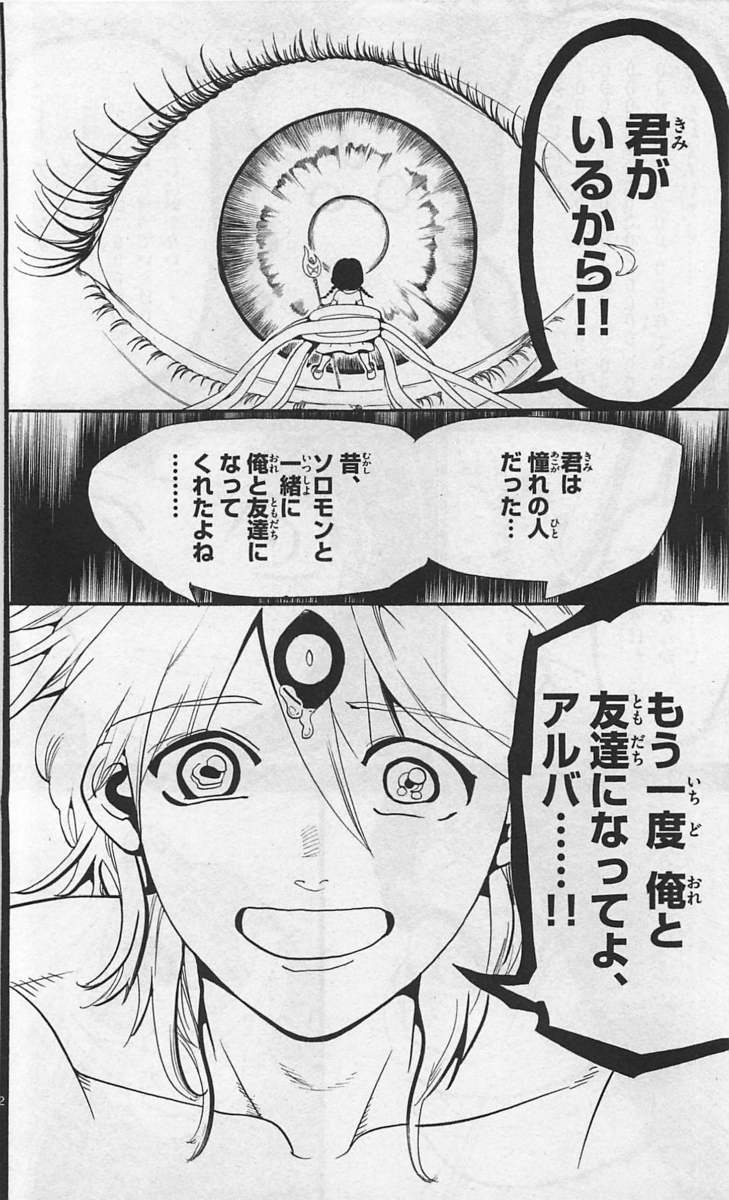 君が
いるから!!
君は
憧れの人
だった…
昔、
ソロモンと
一緒に
俺と友達に
なって
くれたよね
………
もう一度 俺と
友達になってよ、
アルバ……!!
2